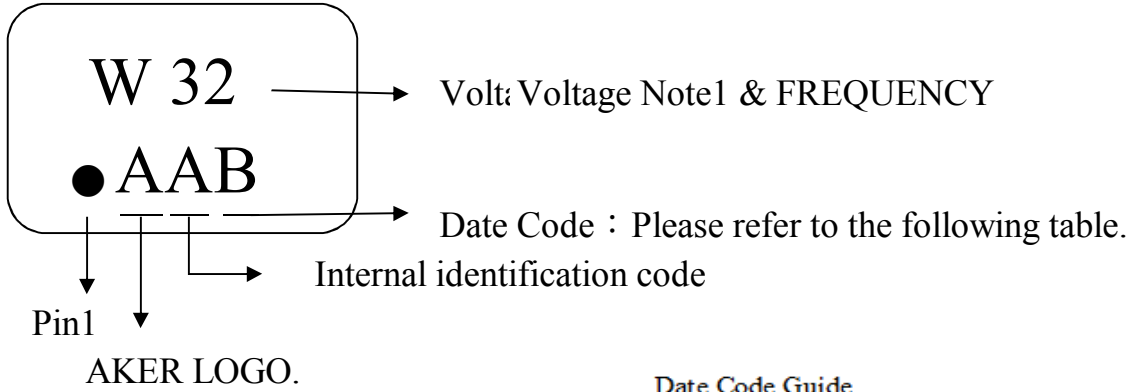 W 32
Volta Voltage Note1 & FREQUENCY
●AAB
Date Code：Please refer to the following table.
Internal identification code
Pin1
AKER LOGO.
Date Code Guide